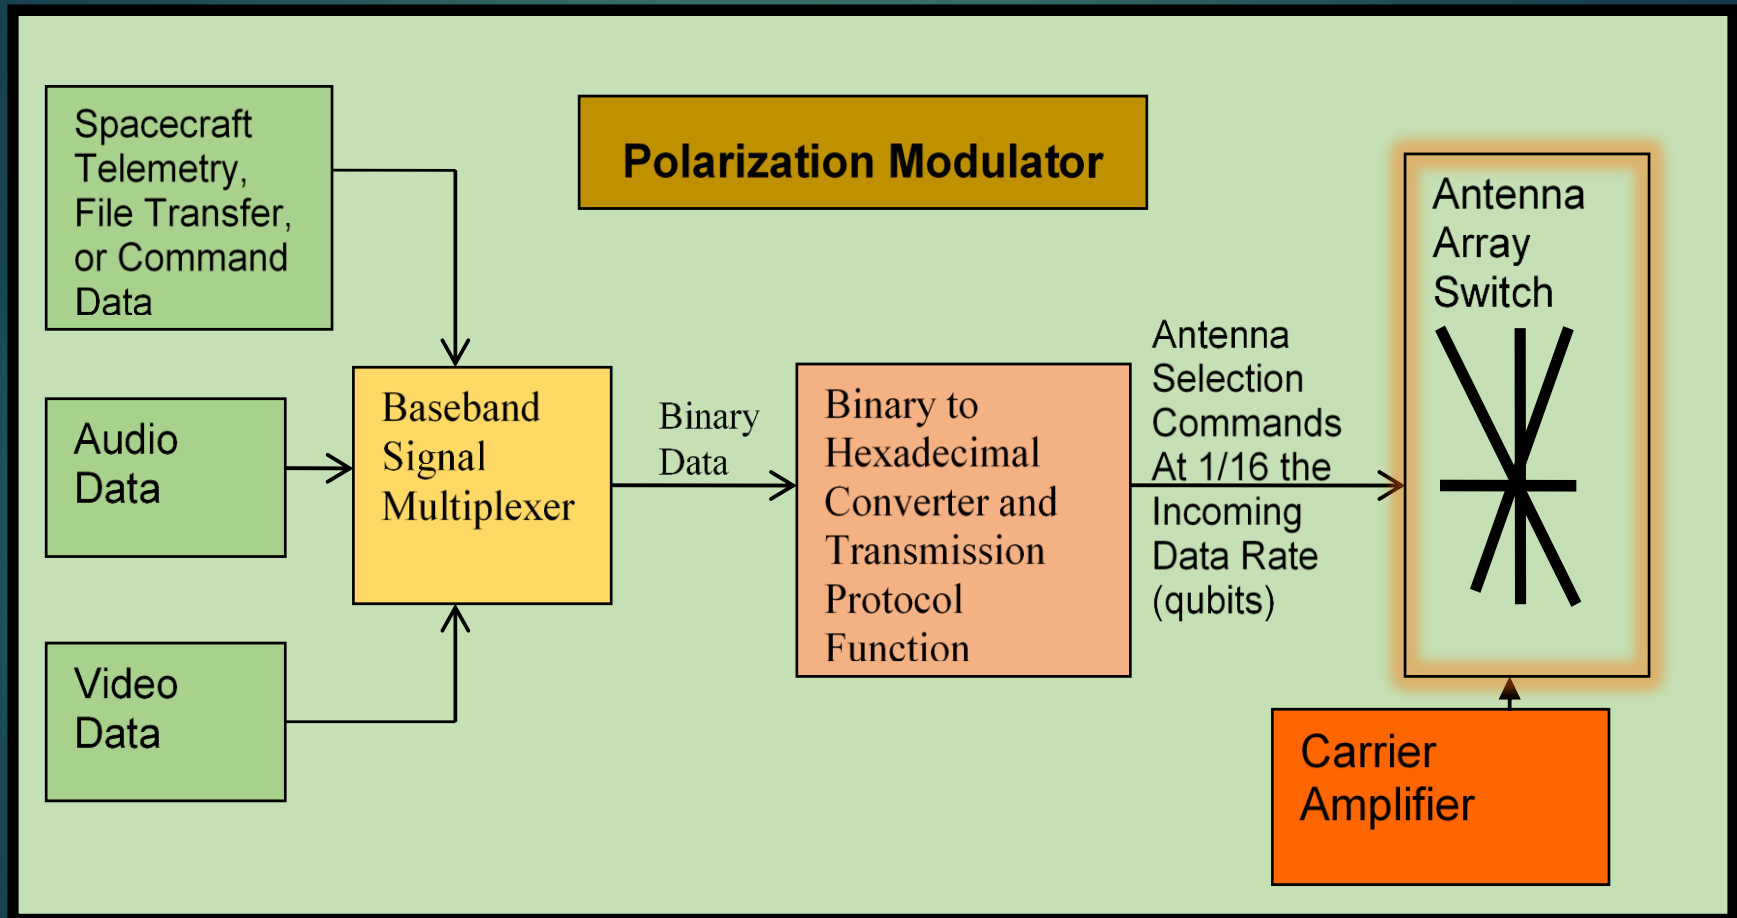 Spacecraft
Telemetry,
File Transfer,
or Command
Data
Polarization Modulator
Antenna
Array
Switch
Audio
Data
Baseband
Signal
Multiplexer
Binary
Data
Binary to
Hexadecimal
Converter and
Transmission
Protocol
Function
Antenna
Selection
Commands
At 1/16 the
Incoming
Data Rate
(qubits)
Video
Data
Carrier
Amplifier